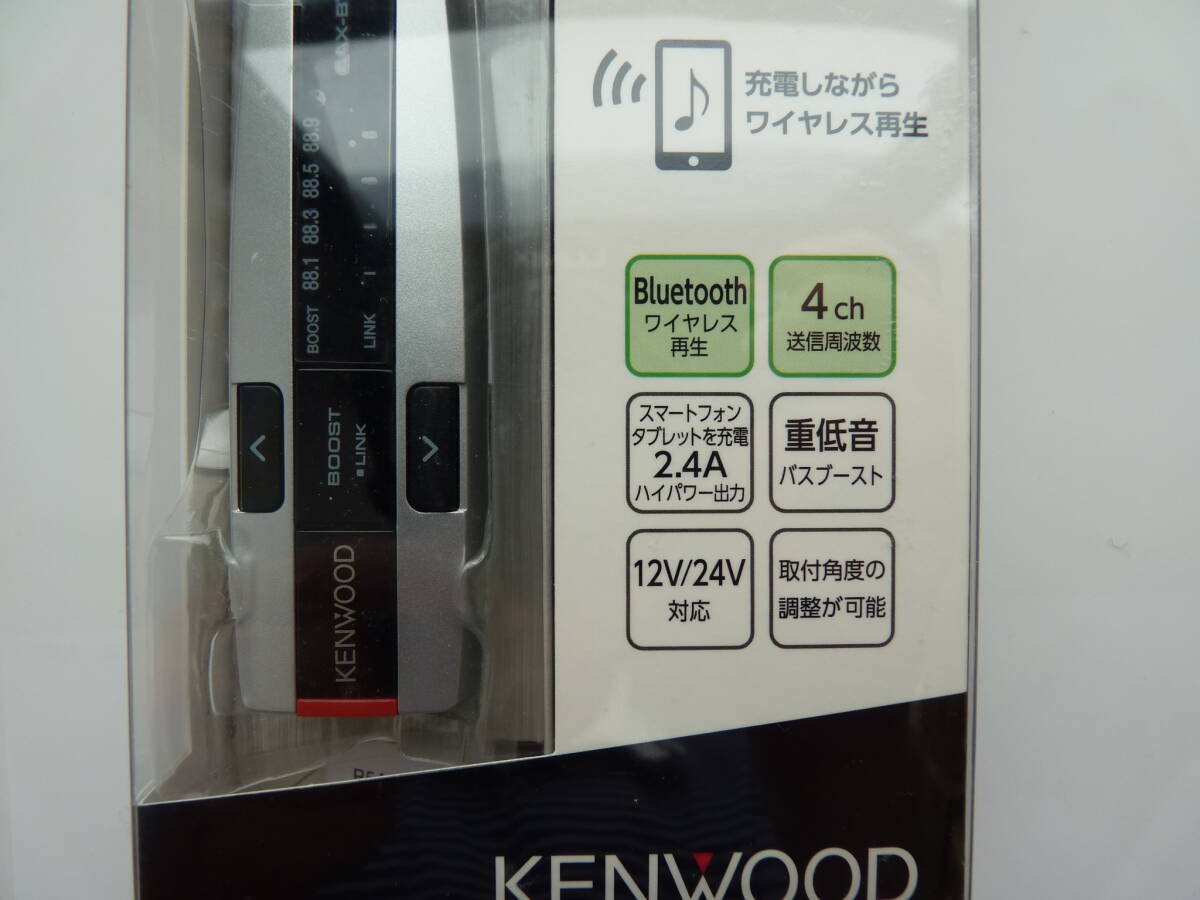 88.1 88.3 88.5 88.9
BOOST
LINK
BOOST
LINK
KENWOOD
充電しながら
ワイヤレス再生
Bluetooth
ワイヤレス
再生
4ch
送信周波数
スマートフォン
タブレットを充電
2.4A
ハイパワー出力
重低音
バスブースト
12V/24V
対応
取付角度の
調整が可能
KENWOOD